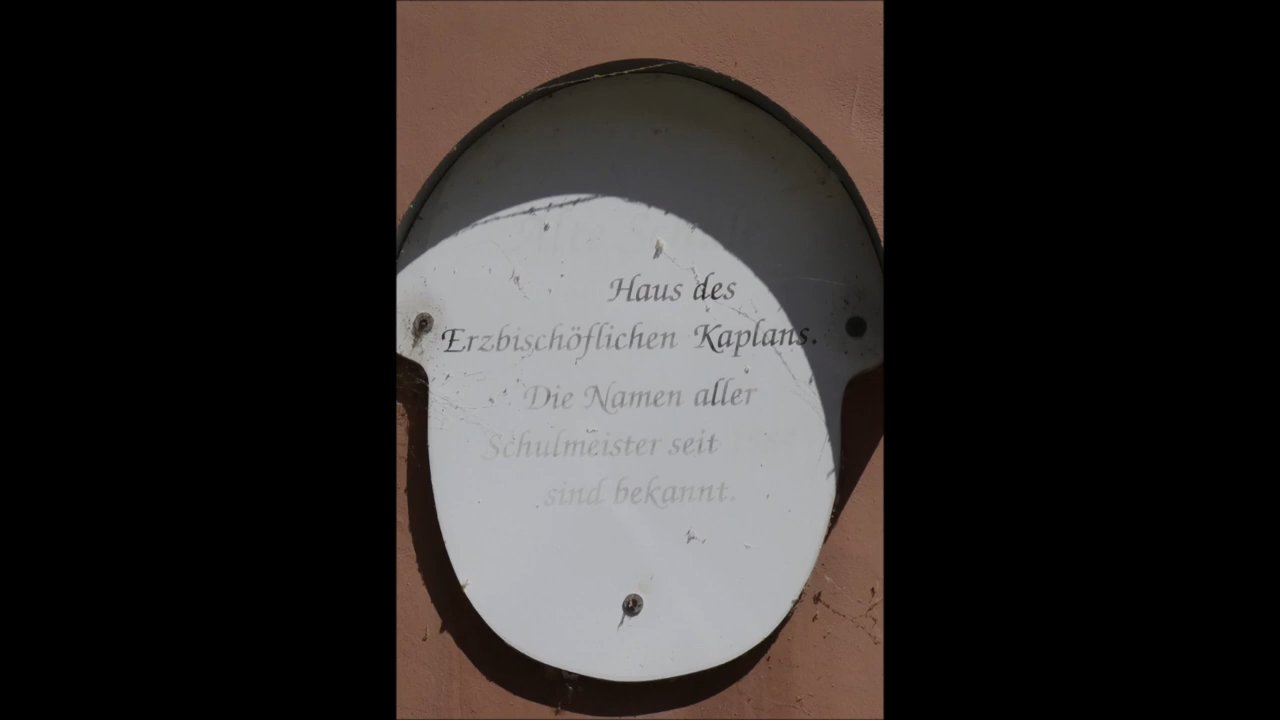 Haus des
Erzbischöflichen Kaplans.
Die Namen aller
Schulmeister seit
sind bekannt.